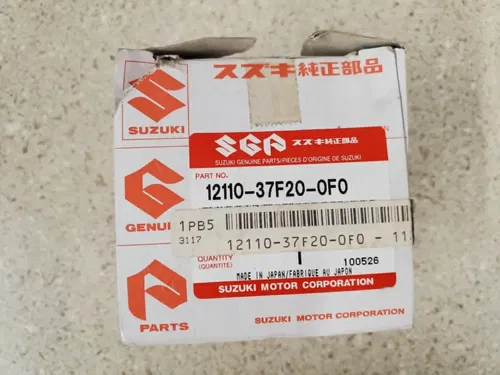 スズキ純正部品
SUZUKI
SGP スズキ純正部品
SUZUKI GENUINE PARTS/PIECES D'ORIGINE DE SUZUKI
PART NO.
12110-37F20-0F0
GENUI
1PB5
3117
12110-37F20-0F0 - 11
QUANTITY
(QUANTITÉ)
1
100526
MADE IN JAPAN/FABRIQUÉ AU JAPON
SUZUKI MOTOR CORPORATION
PARTS
SUZUKI MOTOR CORPORATION